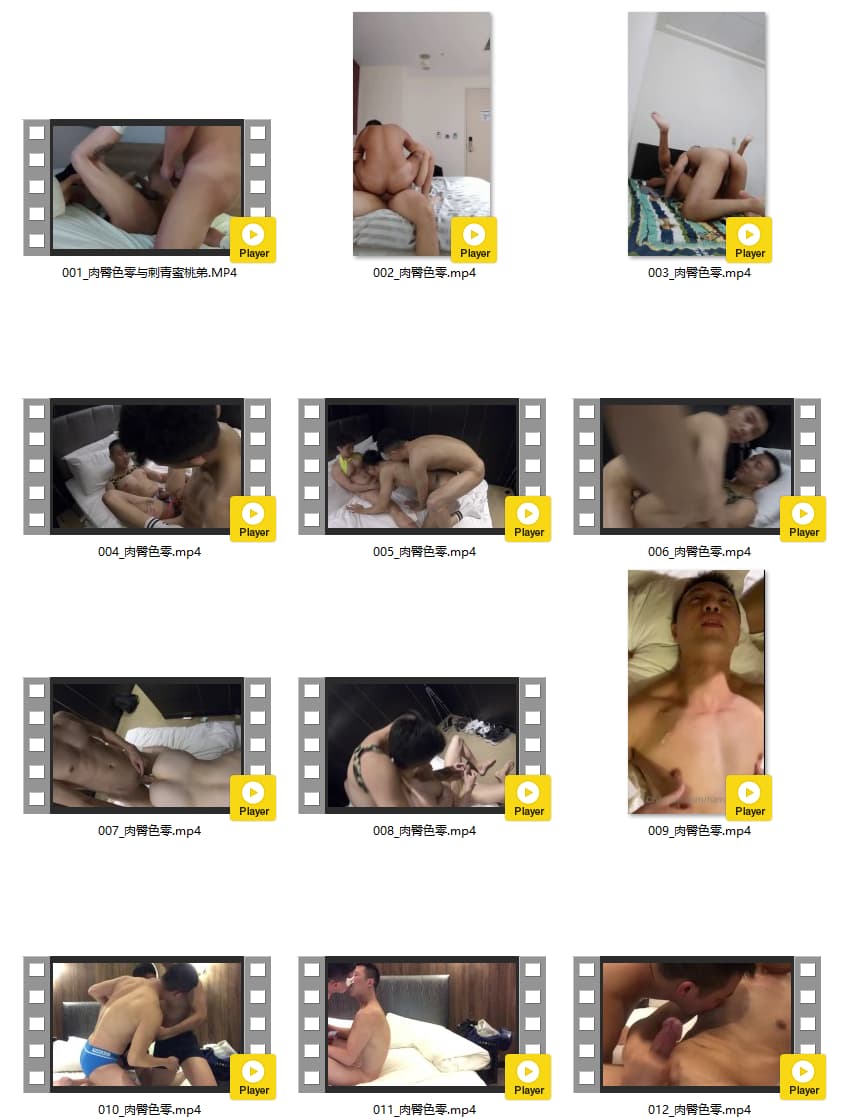 Player
001_肉臀色零与刺青蜜桃弟.MP4
Player
002_肉臀色零.mp4
Player
003_肉臀色零.mp4
Player
004_肉臀色零.mp4
Player
005_肉臀色零.mp4
Player
006_肉臀色零.mp4
Player
007_肉臀色零.mp4
Player
008_肉臀色零.mp4
Player
009_肉臀色零.mp4
Player
010_肉臀色零.mp4
Player
011_肉臀色零.mp4
Player
012_肉臀色零.mp4